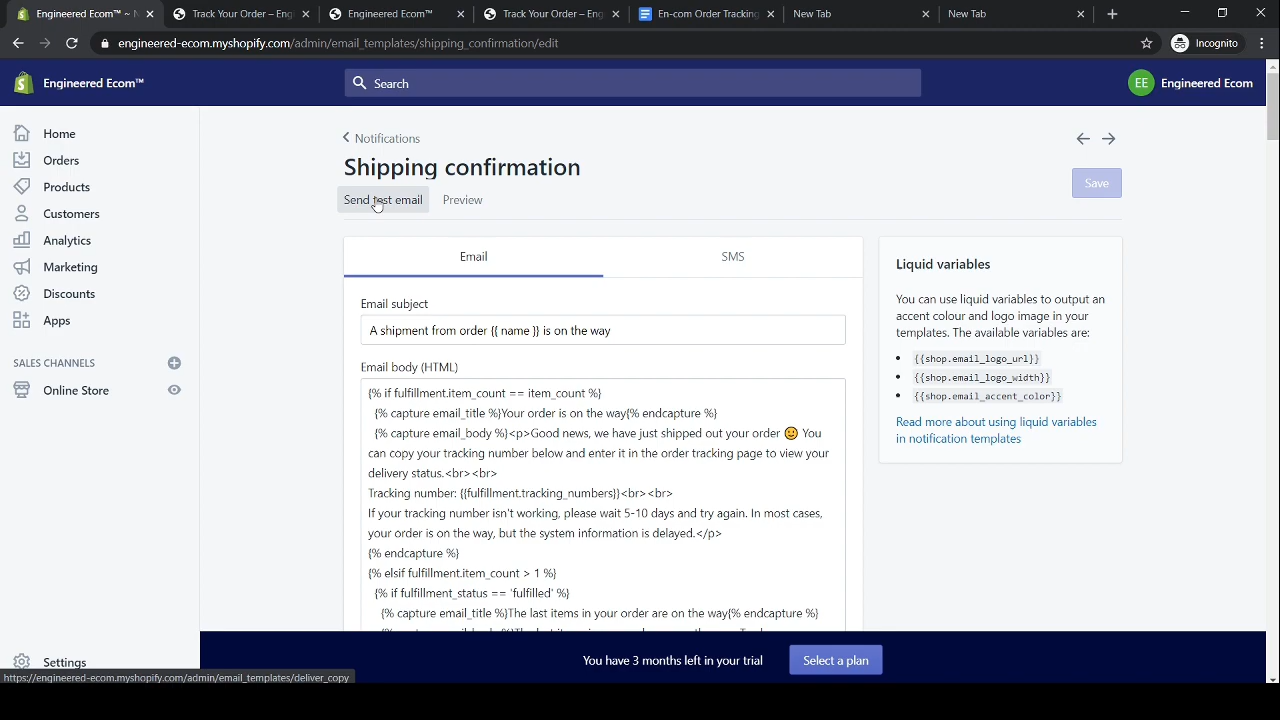 Engineered Ecom™ ~ N
Track Your Order – Eng
Engineered Ecom™
Track Your Order – Eng
En-com Order Tracking
New Tab
New Tab
engineered-ecom.myshopify.com/admin/email_templates/shipping_confirmation/edit
Incognito
Engineered Ecom™
Search
EE
Engineered Ecom
Home
Orders
Products
Customers
Analytics
Marketing
Discounts
Apps
SALES CHANNELS
Online Store
Settings
Notifications
Shipping confirmation
Save
Send test email
Preview
Email
SMS
Email subject
A shipment from order {{ name }} is on the way
Email body (HTML)
{% if fulfillment.item_count == item_count %}
{% capture email_title %}Your order is on the way{% endcapture %}
{% capture email_body %}<p>Good news, we have just shipped out your order 🙂 You
can copy your tracking number below and enter it in the order tracking page to view your
delivery status.<br><br>
Tracking number: {{fulfillment.tracking_numbers}}<br><br>
If your tracking number isn't working, please wait 5-10 days and try again. In most cases,
your order is on the way, but the system information is delayed.</p>
{% endcapture %}
{% elsif fulfillment.item_count > 1 %}
{% if fulfillment_status == 'fulfilled' %}
{% capture email_title %}The last items in your order are on the way{% endcapture %}
Liquid variables
You can use liquid variables to output an
accent colour and logo image in your
templates. The available variables are:
{{shop.email_logo_url}}
{{shop.email_logo_width}}
{{shop.email_accent_color}}
Read more about using liquid variables
in notification templates
You have 3 months left in your trial
Select a plan
https://engineered-ecom.myshopify.com/admin/email_templates/deliver_copy